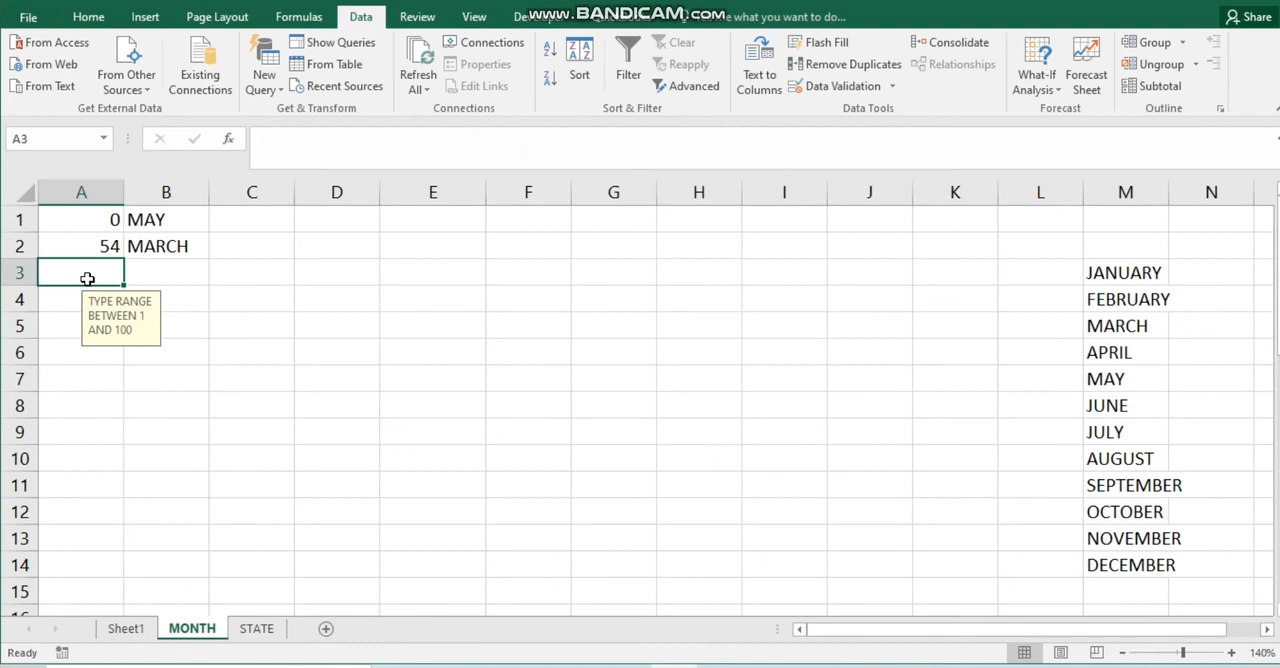 File Home Insert Page Layout Formulas Data Review View
www.BANDICAM.com
me what you want to do...
Share
From Access
From Web
From Text
From Other Sources
Existing Connections
Get External Data
New Query
Show Queries
From Table
Recent Sources
Get & Transform
Refresh All
Connections
Properties
Edit Links
Connections
Sort
Filter
Clear
Reapply
Advanced
Sort & Filter
Text to Columns
Flash Fill
Remove Duplicates
Data Validation
Consolidate
Relationships
Data Tools
What-If Analysis
Forecast Sheet
Forecast
Group
Ungroup
Subtotal
Outline
A3
fx
A B C D E F G H I J K L M N
1 0 MAY
2 54 MARCH
3 JANUARY
4 FEBRUARY
5 MARCH
6 APRIL
7 MAY
8 JUNE
9 JULY
10 AUGUST
11 SEPTEMBER
12 OCTOBER
13 NOVEMBER
14 DECEMBER
15
TYPE RANGE
BETWEEN 1
AND 100
Sheet1 MONTH STATE
Ready
140%